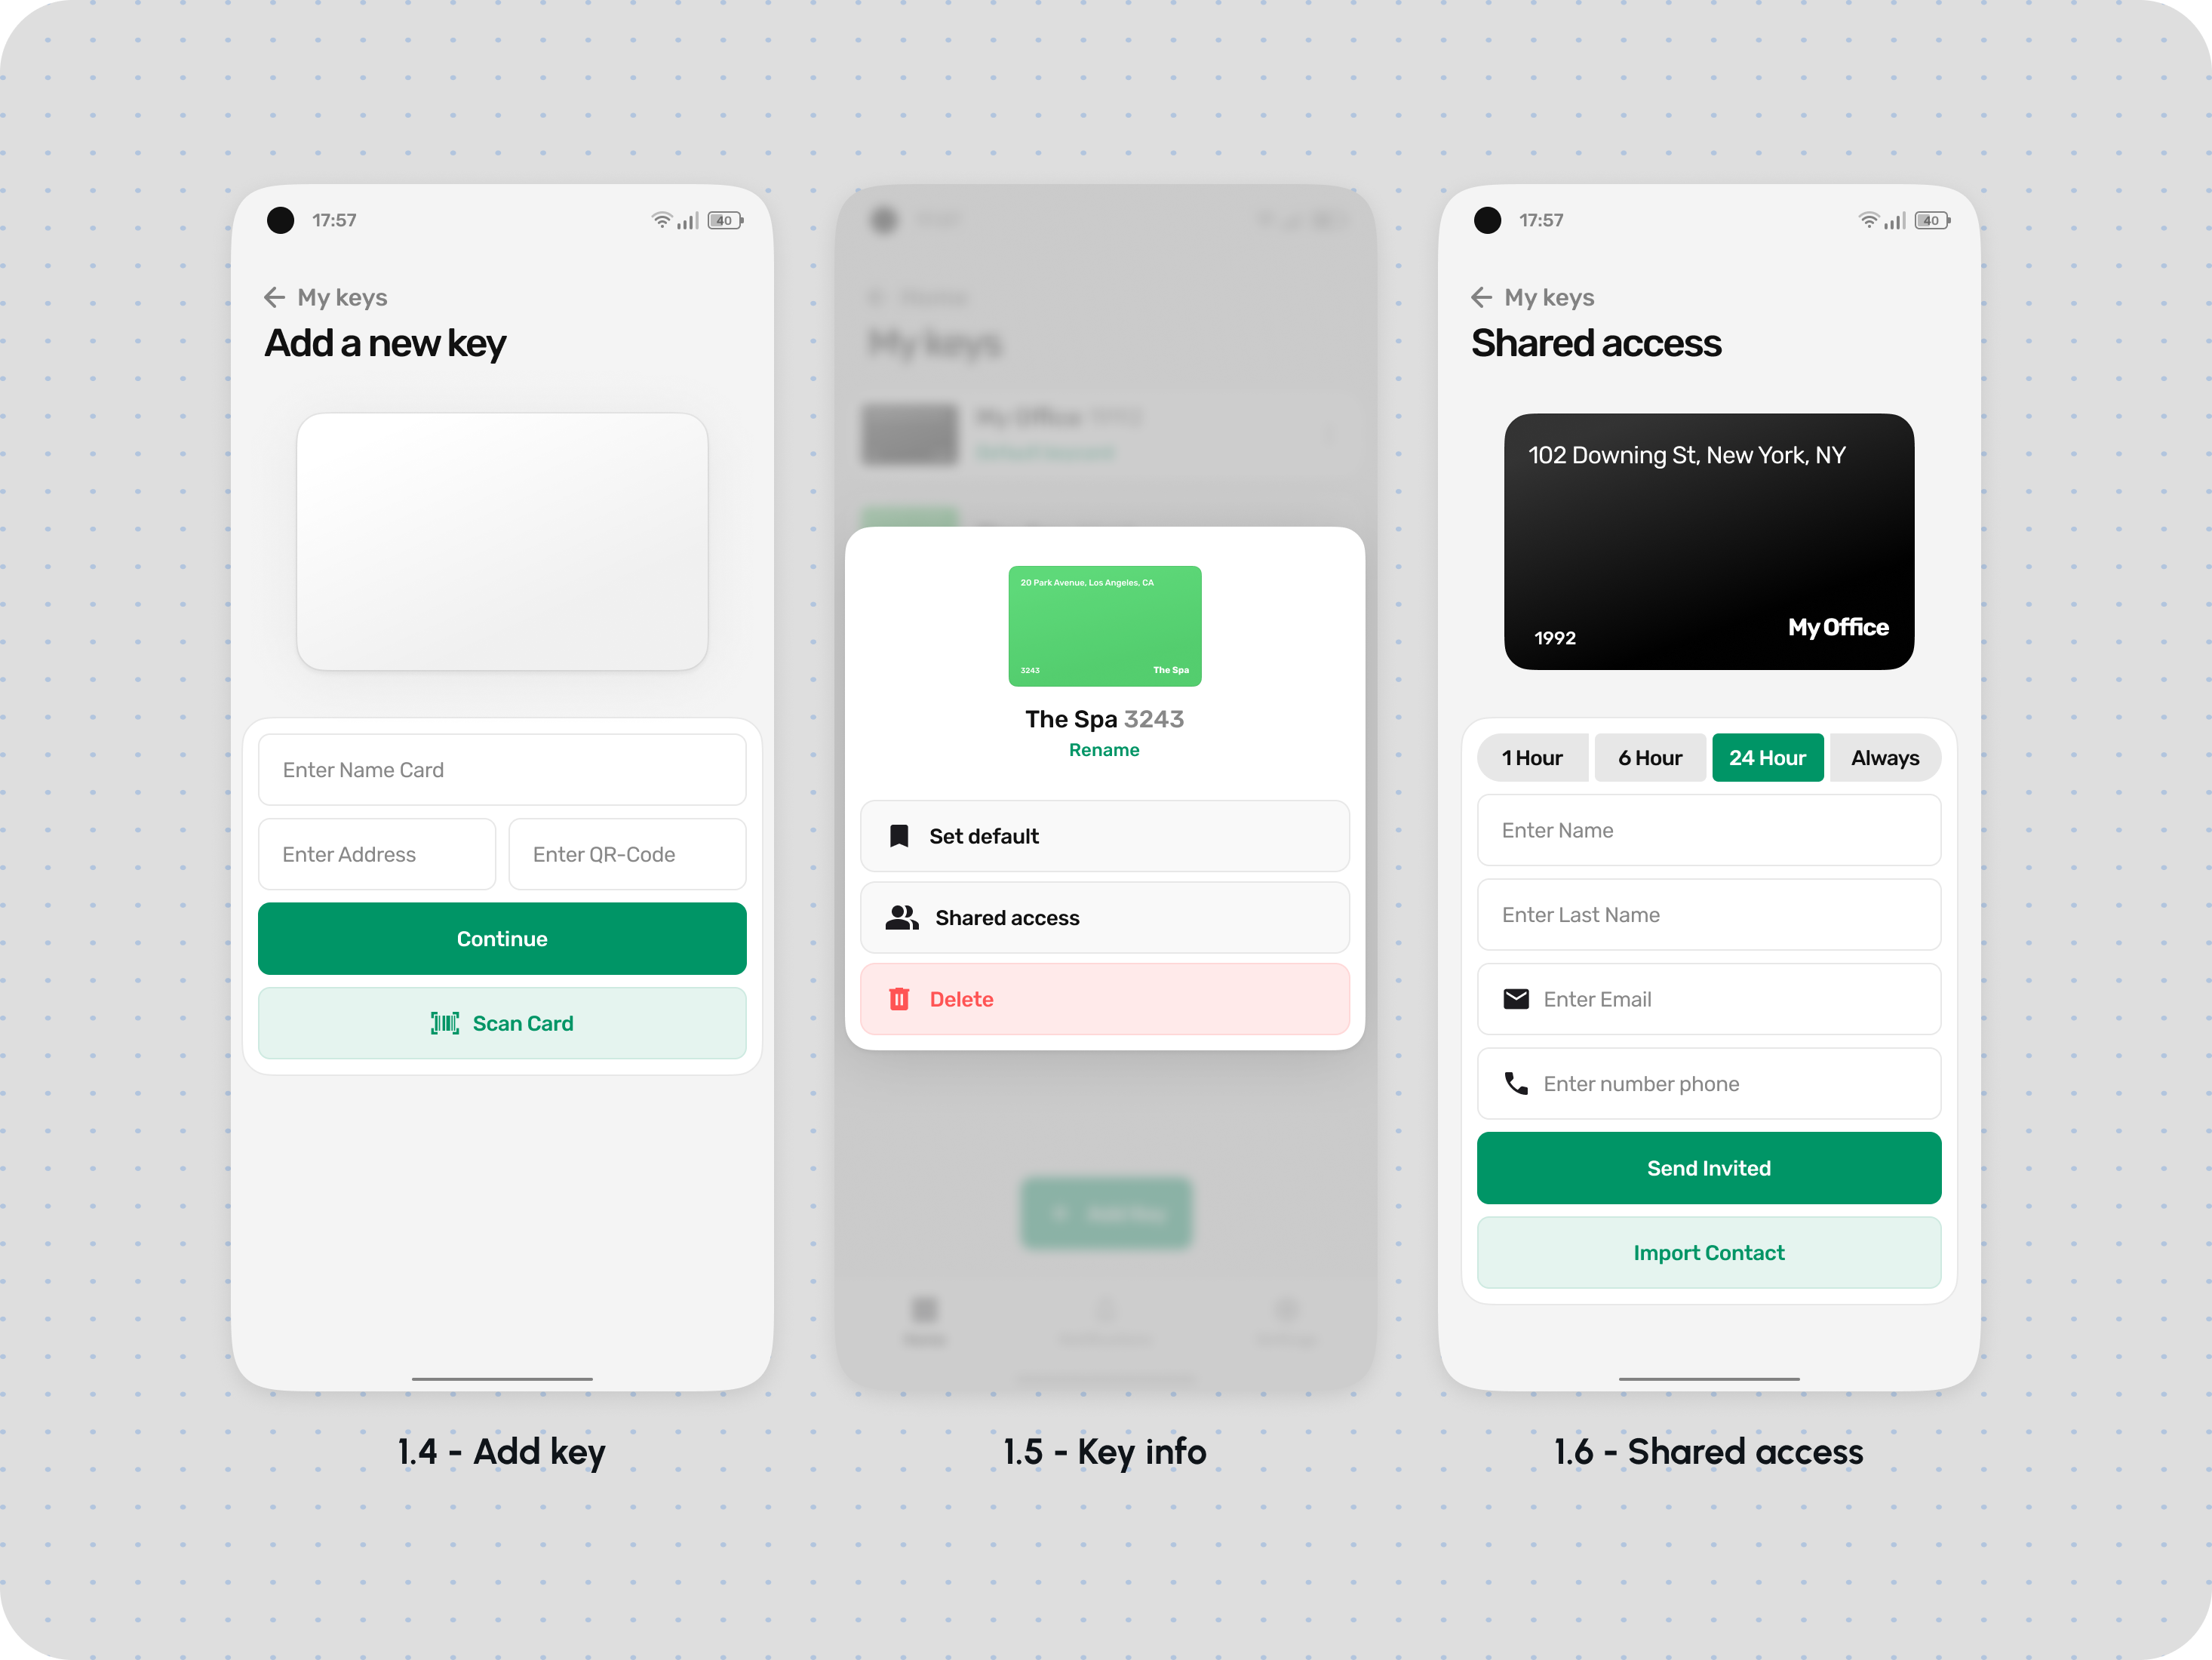 17:57
40
My keys
Add a new key
Enter Name Card
Enter Address
Enter QR-Code
Continue
Scan Card
1.4 - Add key
My keys
My Office 1992
20 Park Avenue, Los Angeles, CA
3243
The Spa
The Spa 3243
Rename
Set default
Shared access
Delete
Add Key
1.5 - Key info
17:57
40
My keys
Shared access
102 Downing St, New York, NY
1992
My Office
1 Hour
6 Hour
24 Hour
Always
Enter Name
Enter Last Name
Enter Email
Enter number phone
Send Invited
Import Contact
1.6 - Shared access